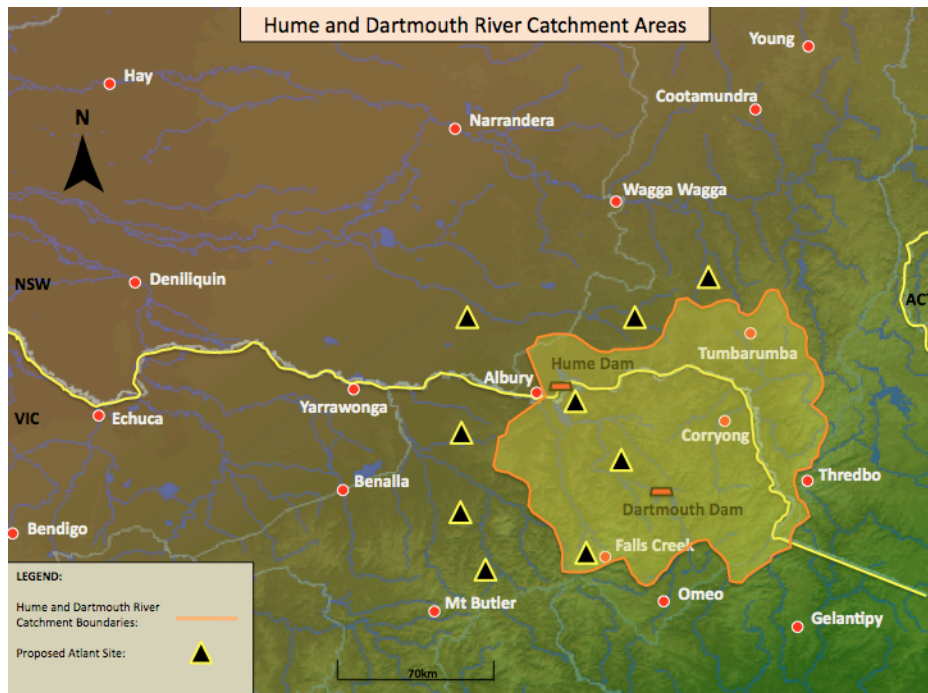 Hume and Dartmouth River Catchment Areas
Young
Hay
Cootamundra
N
Narrandera
Wagga Wagga
Deniliquin
NSW
ACT
Tumbarumba
Hume Dam
Albury
Yarrawonga
VIC
Echuca
Corryong
Benalla
Thredbo
Dartmouth Dam
Bendigo
Falls Creek
Omeo
Mt Butler
Gelantipy
LEGEND:
Hume and Dartmouth River
Catchment Boundaries:
Proposed Atlant Site:
70km